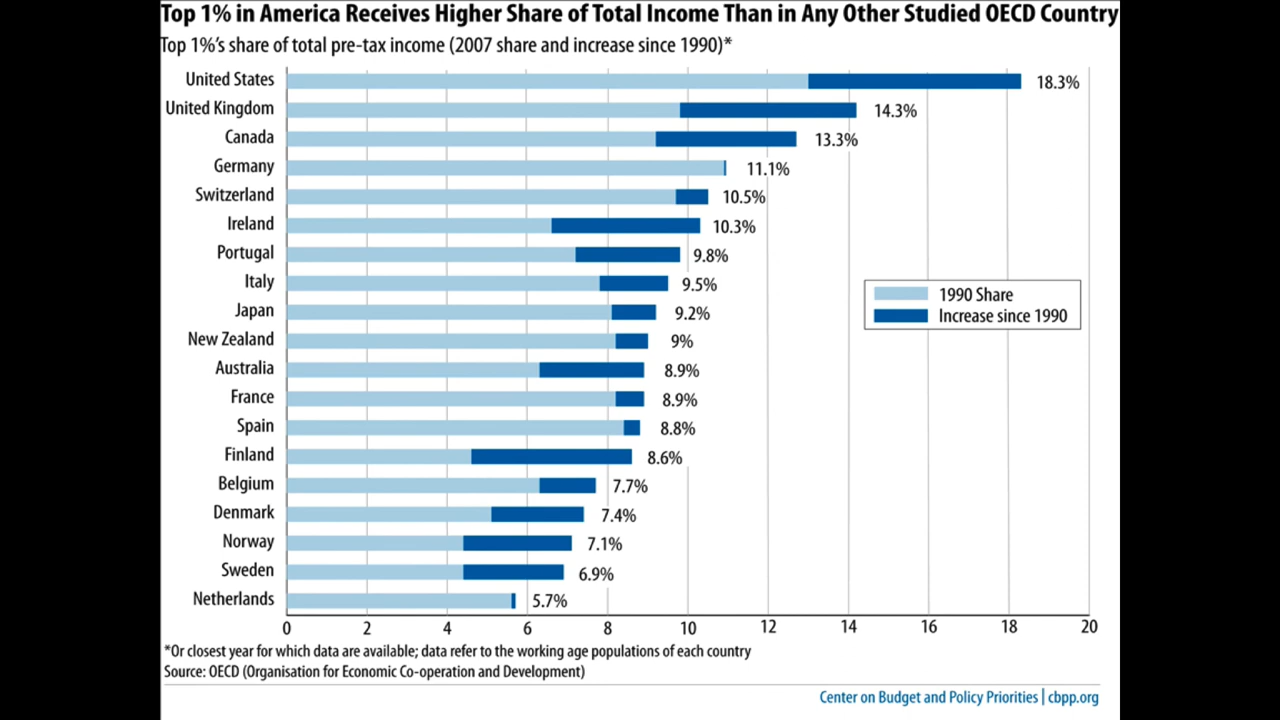 Top 1% in America Receives Higher Share of Total Income Than in Any Other Studied OECD Country
Top 1%'s share of total pre-tax income (2007 share and increase since 1990)*
United States 18.3%
United Kingdom 14.3%
Canada 13.3%
Germany 11.1%
Switzerland 10.5%
Ireland 10.3%
Portugal 9.8%
Italy 9.5%
1990 Share
Japan 9.2%
Increase since 1990
New Zealand 9%
Australia 8.9%
France 8.9%
Spain 8.8%
Finland 8.6%
Belgium 7.7%
Denmark 7.4%
Norway 7.1%
Sweden 6.9%
Netherlands 5.7%
0 2 4 6 8 10 12 14 16 18 20
*Or closest year for which data are available; data refer to the working age populations of each country
Source: OECD (Organisation for Economic Co-operation and Development)
Center on Budget and Policy Priorities | cbpp.org